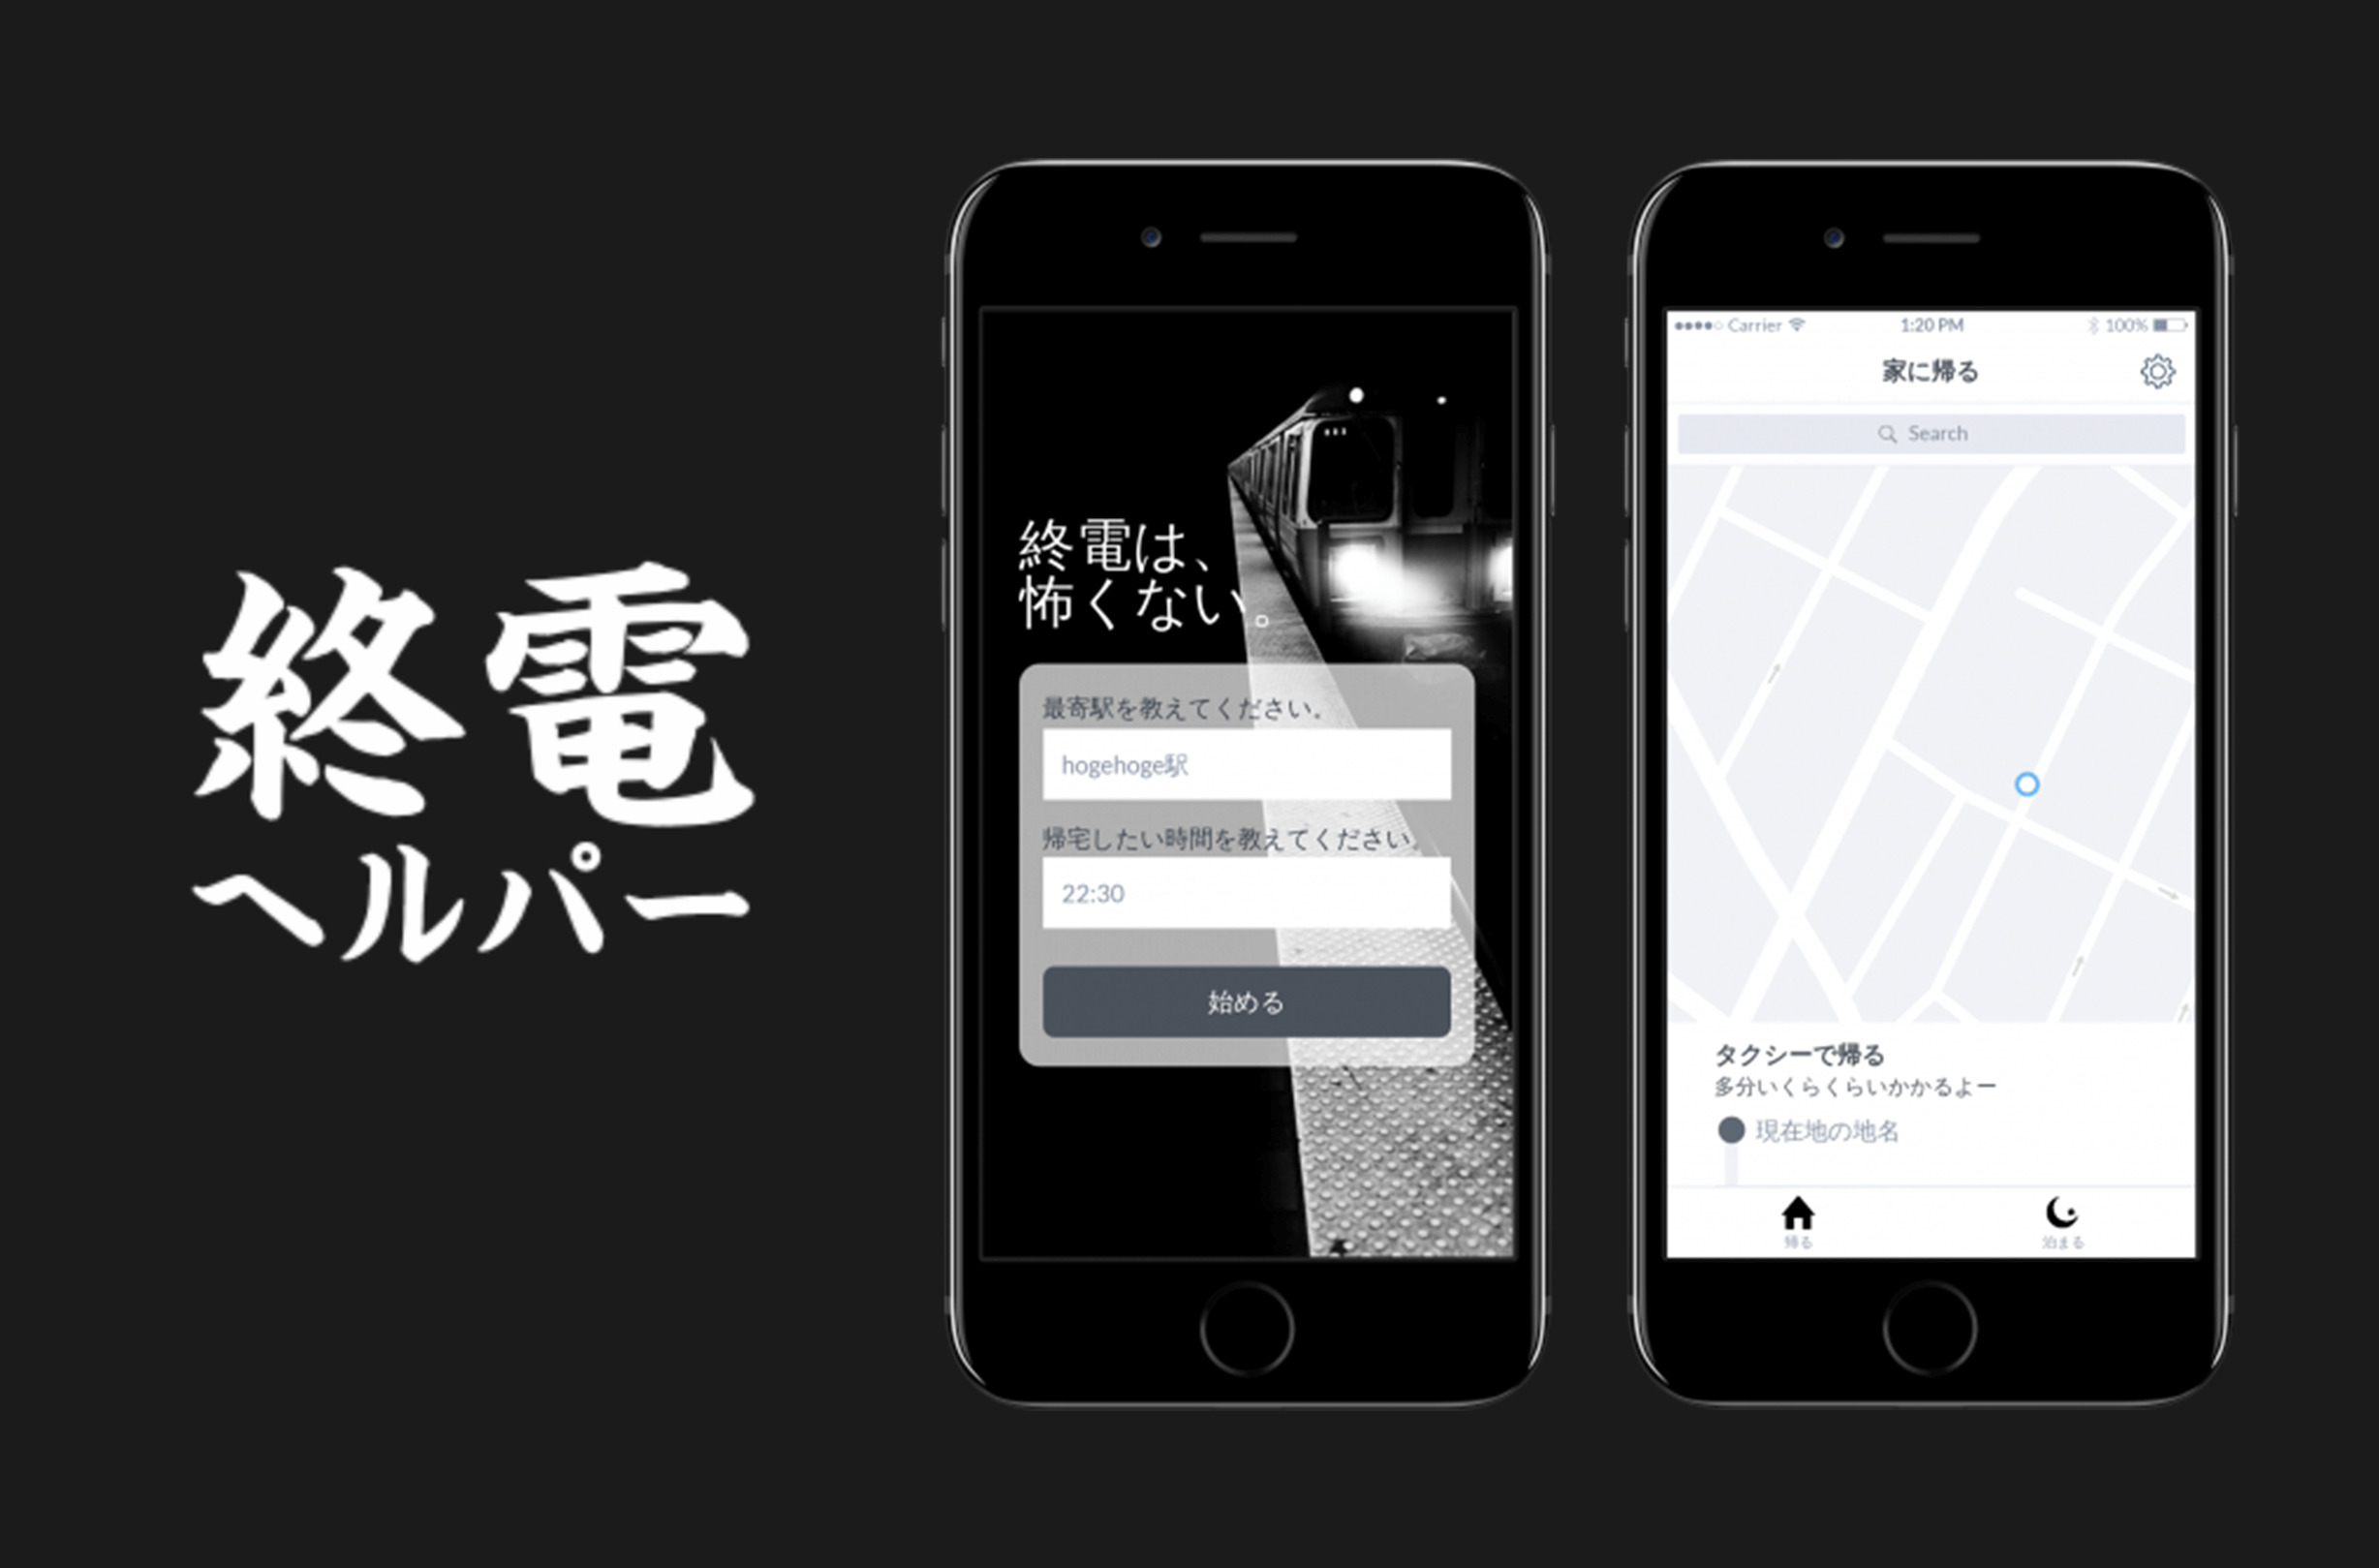 終電
ヘルパー
終電は、
怖くない。
最寄駅を教えてください。
hogehoge駅
帰宅したい時間を教えてください。
22:30
始める
Carrier 1:20 PM 100%
家に帰る
Search
タクシーで帰る
多分いくらくらいかかるよー
現在地の地名
帰る
泊まる